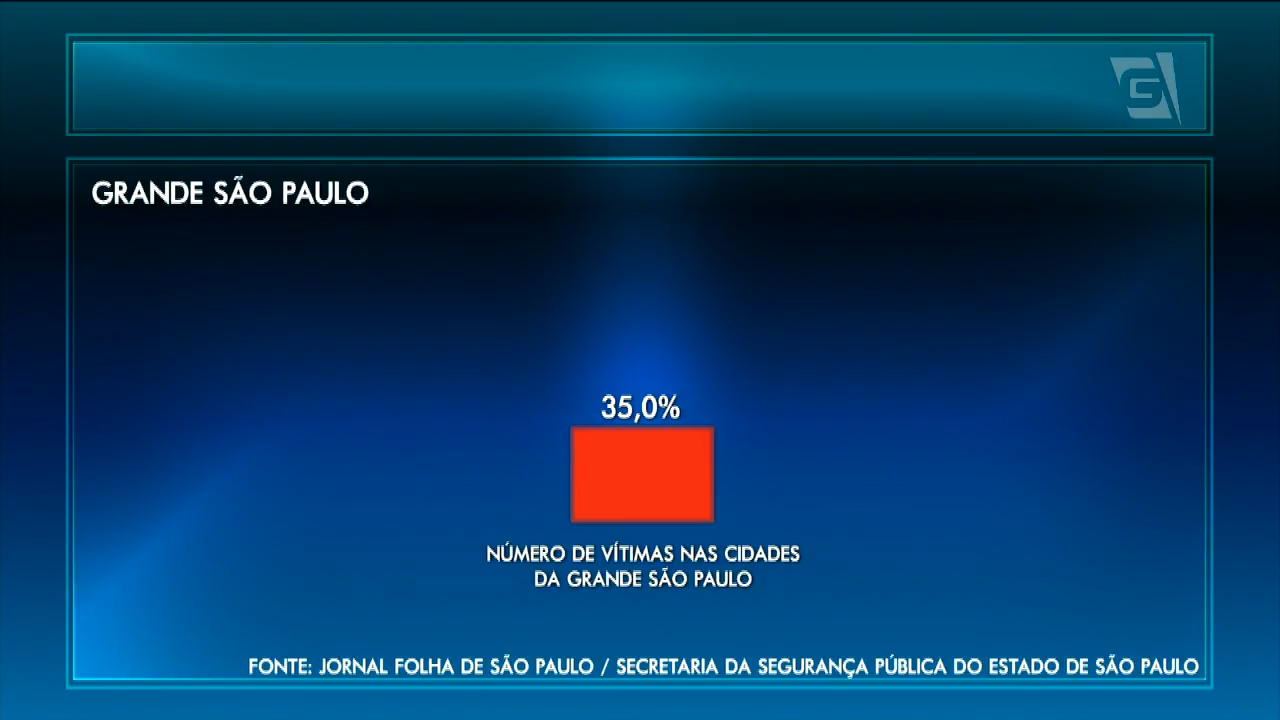 GRANDE SÃO PAULO
35,0%
NÚMERO DE VÍTIMAS NAS CIDADES
DA GRANDE SÃO PAULO
FONTE: JORNAL FOLHA DE SÃO PAULO / SECRETARIA DA SEGURANÇA PÚBLICA DO ESTADO DE SÃO PAULO